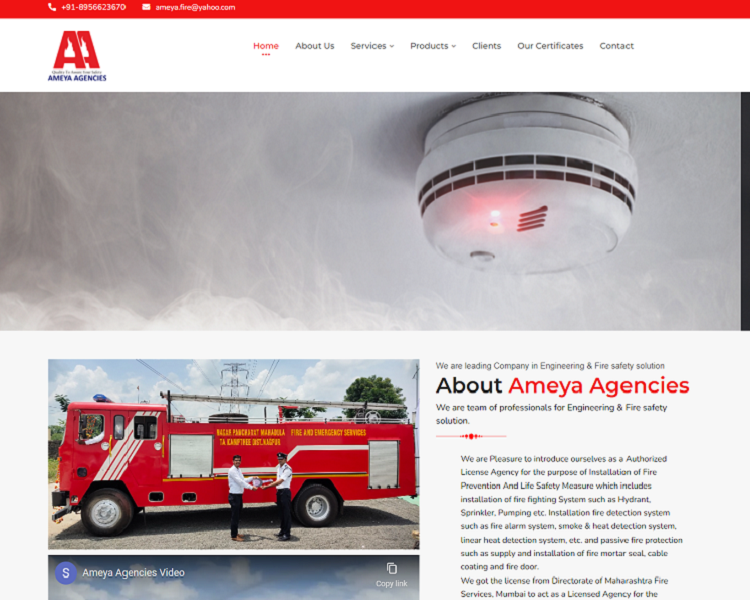 +91-8956623670
ameya.fire@yahoo.com
AA
Quality To Assure Your Safety
AMEYA AGENCIES
Home About Us Services Products Clients Our Certificates Contact
We are leading Company in Engineering & Fire safety solution
About Ameya Agencies
We are team of professionals for Engineering & Fire safety
solution.
NAGAR PANCHAYAT MAHADULA FIRE AND EMERGENCY SERVICES
TA. KAMPTREE DIST.NAGPUR
We are Pleasure to introduce ourselves as a Authorized
License Agency for the purpose of Installation of Fire
Prevention And Life Safety Measure which includes
installation of fire fighting System such as Hydrant,
Sprinkler, Pumping etc. Installation fire detection system
such as fire alarm system, smoke & heat detection system,
linear heat detection system, etc. and passive fire protection
such as supply and installation of fire mortar seal, cable
coating and fire door.
We got the license from Directorate of Maharashtra Fire
Services, Mumbai to act as a Licensed Agency for the
S Ameya Agencies Video
Copy link